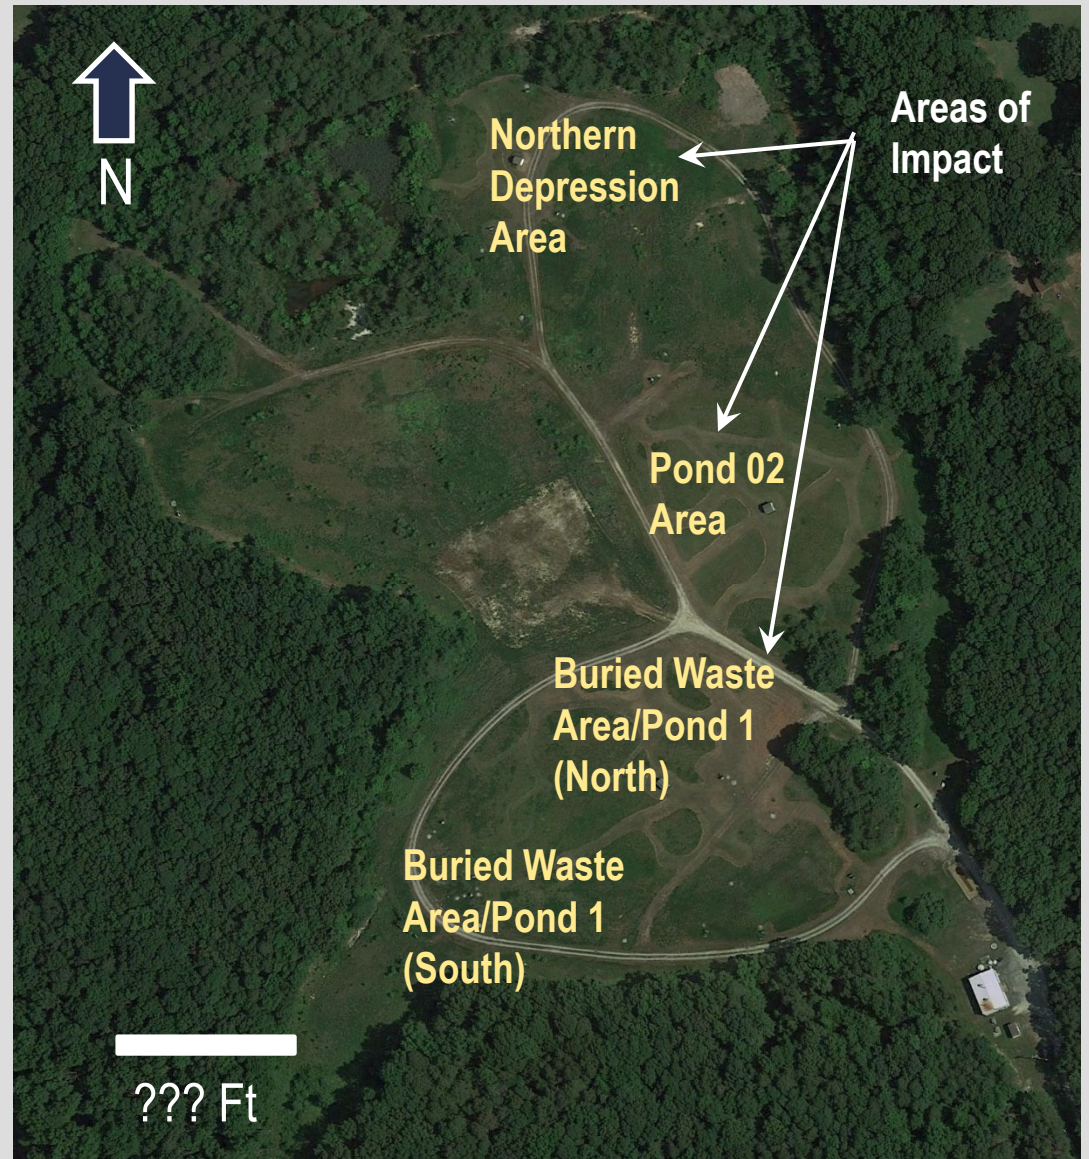 N
Northern
Depression
Area
Areas of
Impact
Pond 02
Area
Buried Waste
Area/Pond 1
(North)
Buried Waste
Area/Pond 1
(South)
??? Ft